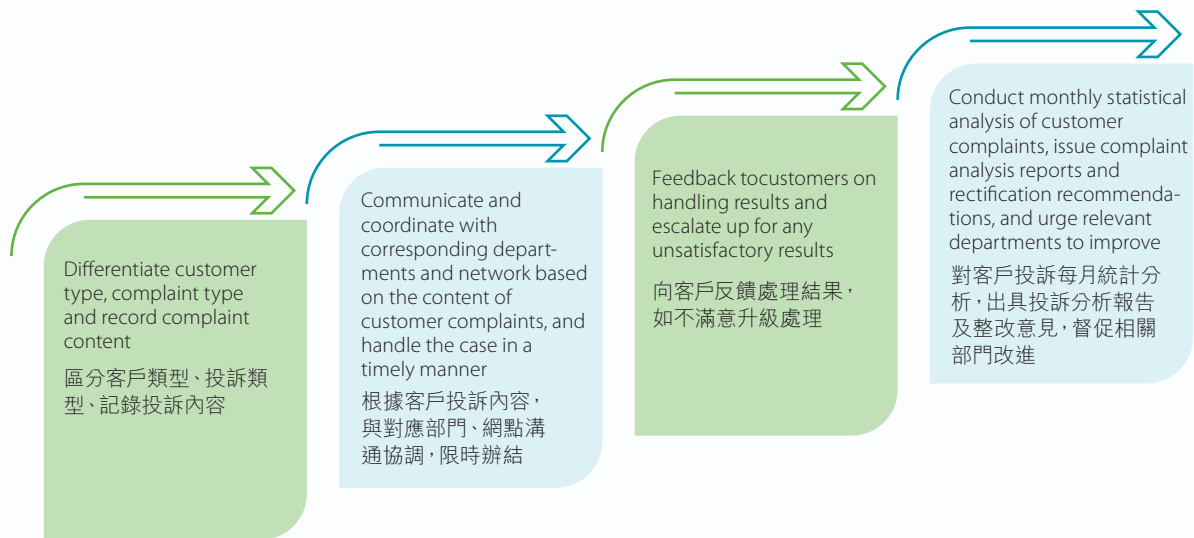 Differentiate customer
type, complaint type
and record complaint
content
區分客戶類型、投訴類
型、記錄投訴內容
Communicate and
coordinate with
corresponding depart-
ments and network based
on the content of
customer complaints, and
handle the case in a
timely manner
根據客戶投訴內容，
與對應部門、網點溝
通協調，限時辦結
Feedback tocustomers on
handling results and
escalate up for any
unsatisfactory results
向客戶反饋處理結果，
如不滿意升級處理
Conduct monthly statistical
analysis of customer
complaints, issue complaint
analysis reports and
rectification recommenda-
tions, and urge relevant
departments to improve
對客戶投訴每月統計分
析，出具投訴分析報告
及整改意見，督促相關
部門改進